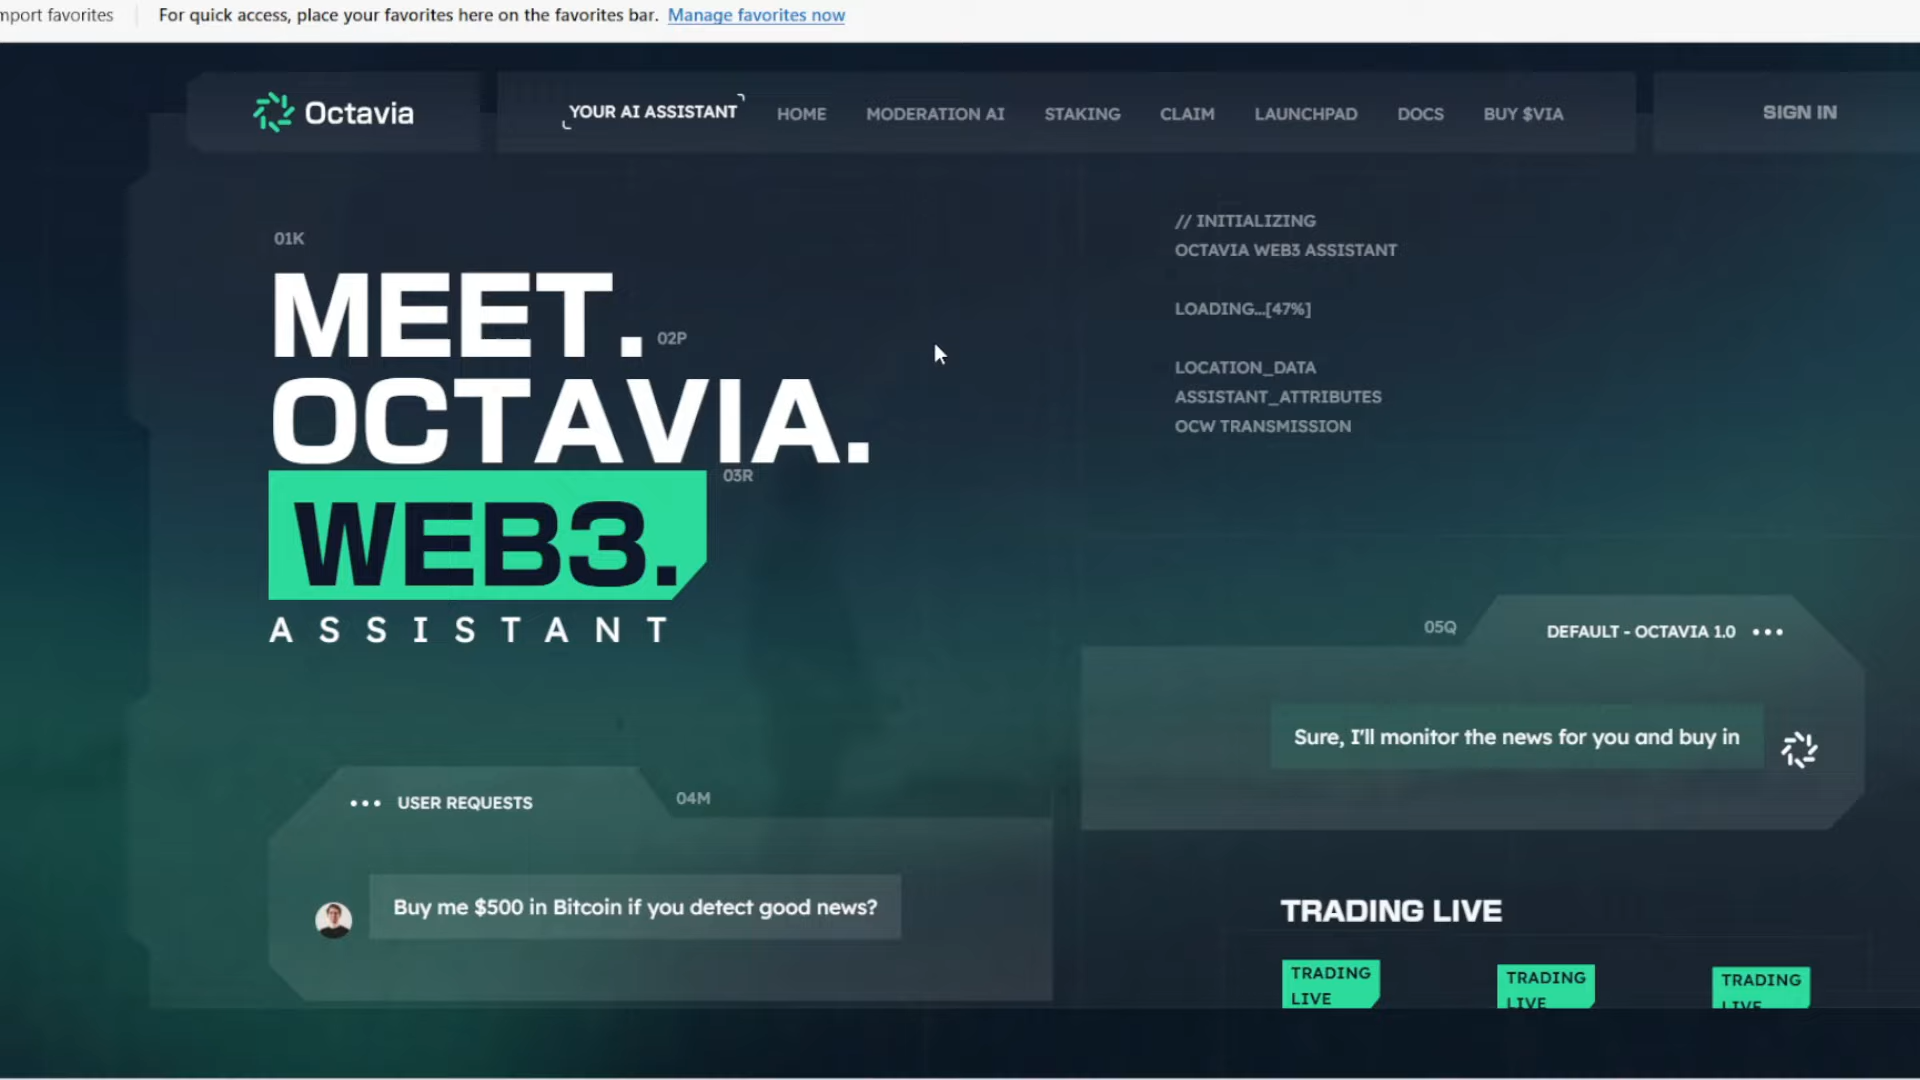 For quick access, place your favorites here on the favorites bar. Manage favorites now
Octavia
YOUR AI ASSISTANT
HOME
MODERATION AI
STAKING
CLAIM
LAUNCHPAD
DOCS
BUY $VIA
SIGN IN
01K
MEET.
02P
OCTAVIA.
03R
WEB3.
ASSISTANT
// INITIALIZING
OCTAVIA WEB3 ASSISTANT
LOADING...[47%]
LOCATION_DATA
ASSISTANT_ATTRIBUTES
OCW TRANSMISSION
05Q
DEFAULT - OCTAVIA 1.0
Sure, I'll monitor the news for you and buy in
USER REQUESTS
04M
Buy me $500 in Bitcoin if you detect good news?
TRADING LIVE
TRADING
LIVE
TRADING
LIVE
TRADING
LIVE